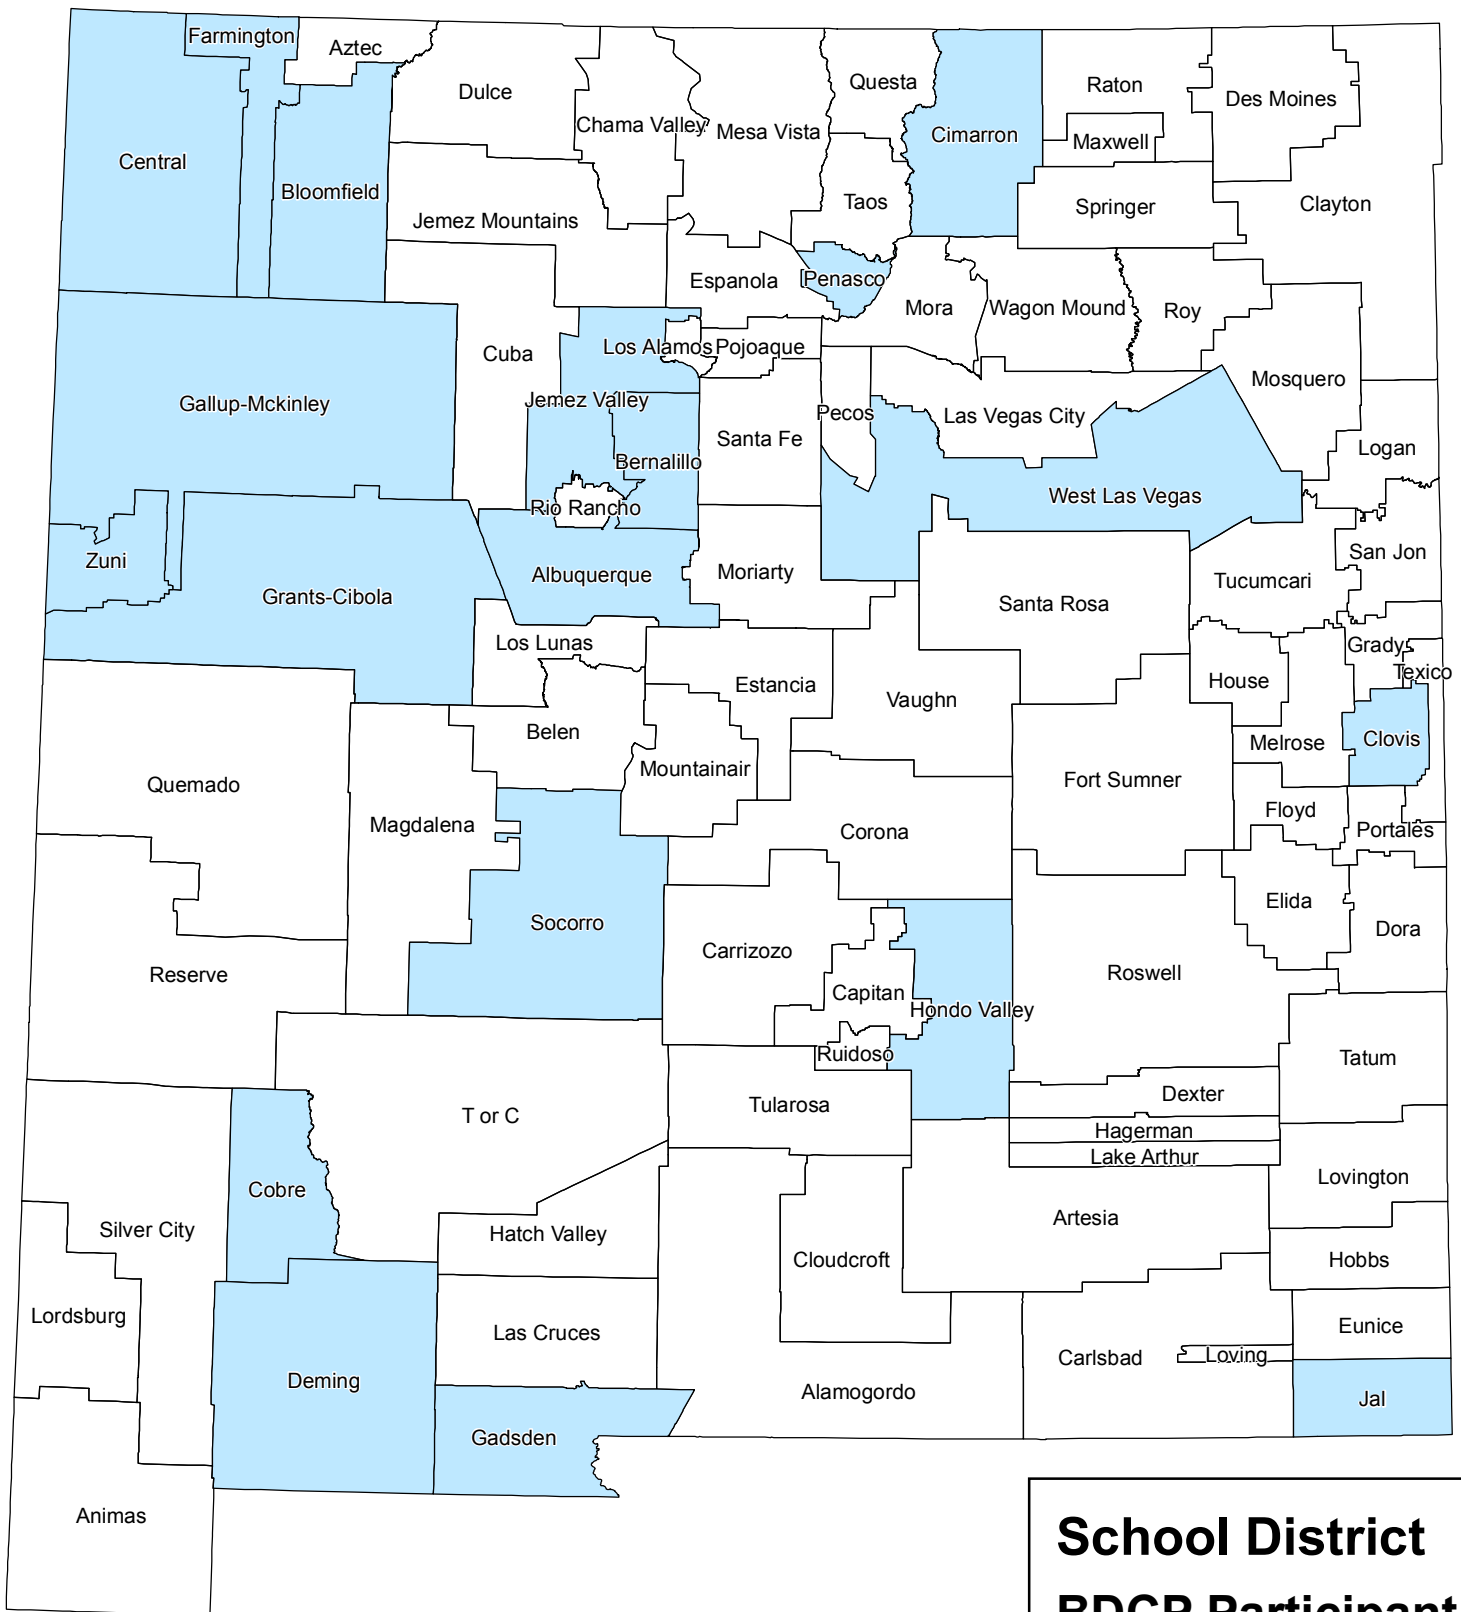 Farmington
Aztec
Dulce
Chama Valley
Mesa Vista
Questa
Cimarron
Raton
Maxwell
Des Moines
Central
Bloomfield
Jemez Mountains
Taos
Springer
Clayton
Espanola
Penasco
Mora
Wagon Mound
Roy
Cuba
Los Alamos
Pojoaque
Mosquero
Gallup-Mckinley
Jemez Valley
Santa Fe
Pecos
Las Vegas City
Logan
Bernalillo
Rio Rancho
West Las Vegas
Zuni
Grants-Cibola
Albuquerque
Moriarty
Santa Rosa
Tucumcari
San Jon
Los Lunas
Grady
Texico
Estancia
Vaughn
House
Belen
Mountainair
Melrose
Clovis
Quemado
Magdalena
Fort Sumner
Floyd
Portales
Corona
Socorro
Elida
Dora
Reserve
Carrizozo
Capitan
Hondo Valley
Roswell
Ruidoso
Tatum
T or C
Tularosa
Dexter
Hagerman
Lake Arthur
Cobre
Silver City
Hatch Valley
Cloudcroft
Artesia
Lovington
Hobbs
Lordsburg
Las Cruces
Carlsbad
Loving
Eunice
Deming
Alamogordo
Jal
Gadsden
Animas
School District
BDCP Participant